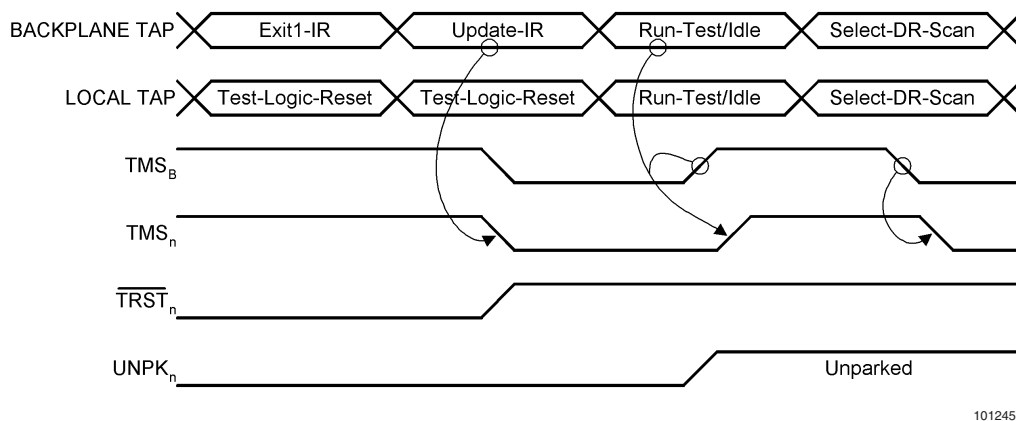 BACKPLANE TAP Exit1-IR Update-IR Run-Test/Idle Select-DR-Scan
LOCAL TAP Test-Logic-Reset Test-Logic-Reset Run-Test/Idle Select-DR-Scan
TMSB
TMSn
TRSTn
UNPKn Unparked
101245